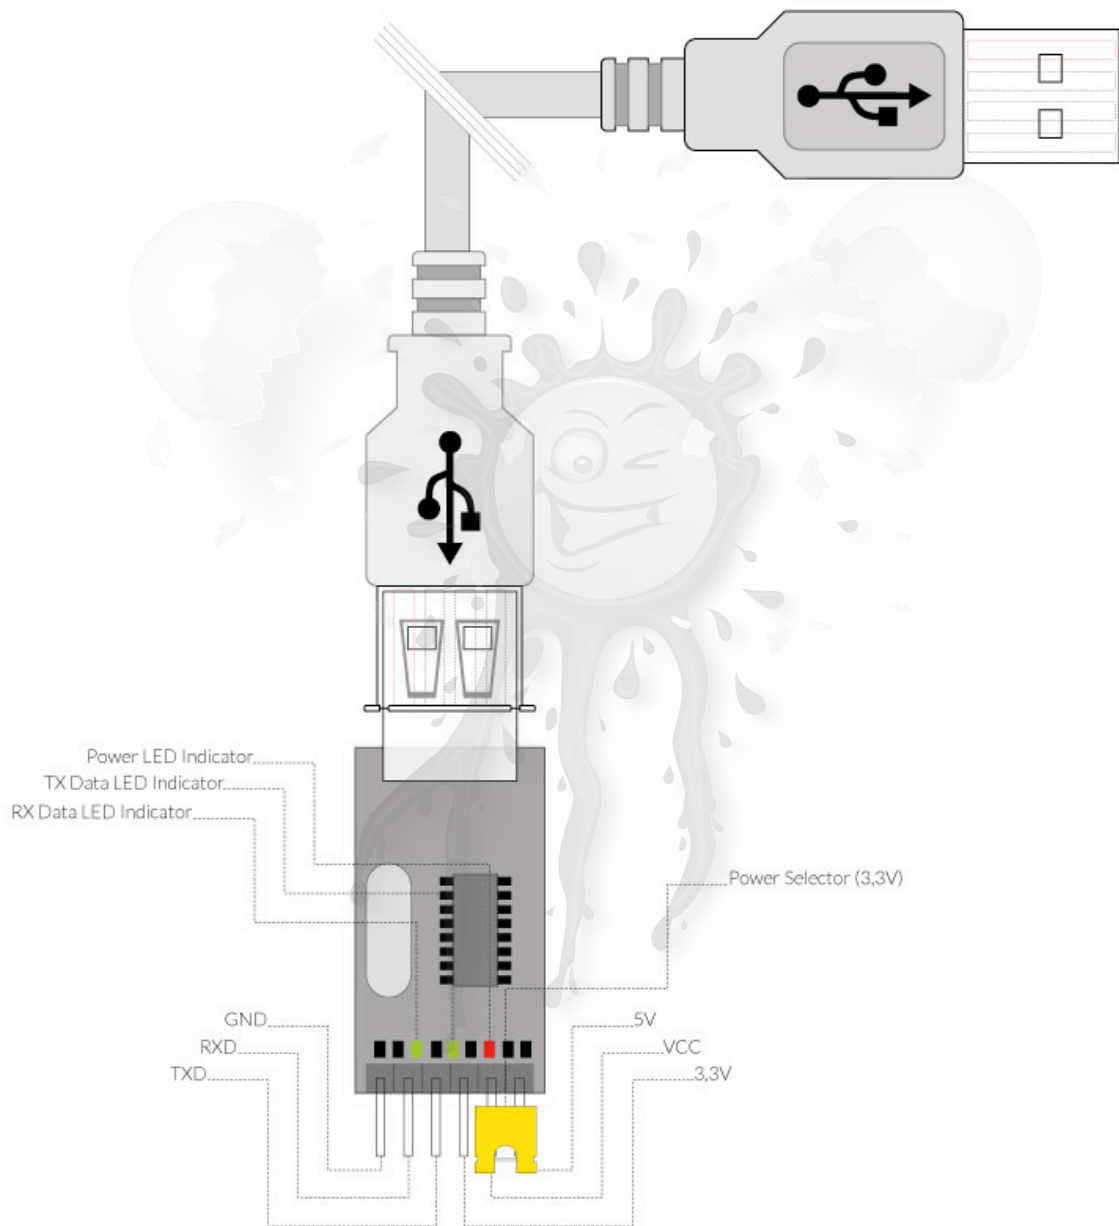 Power LED Indicator
TX Data LED Indicator
RX Data LED Indicator
Power Selector (3,3V)
GND
5V
RXD
VCC
TXD
3,3V